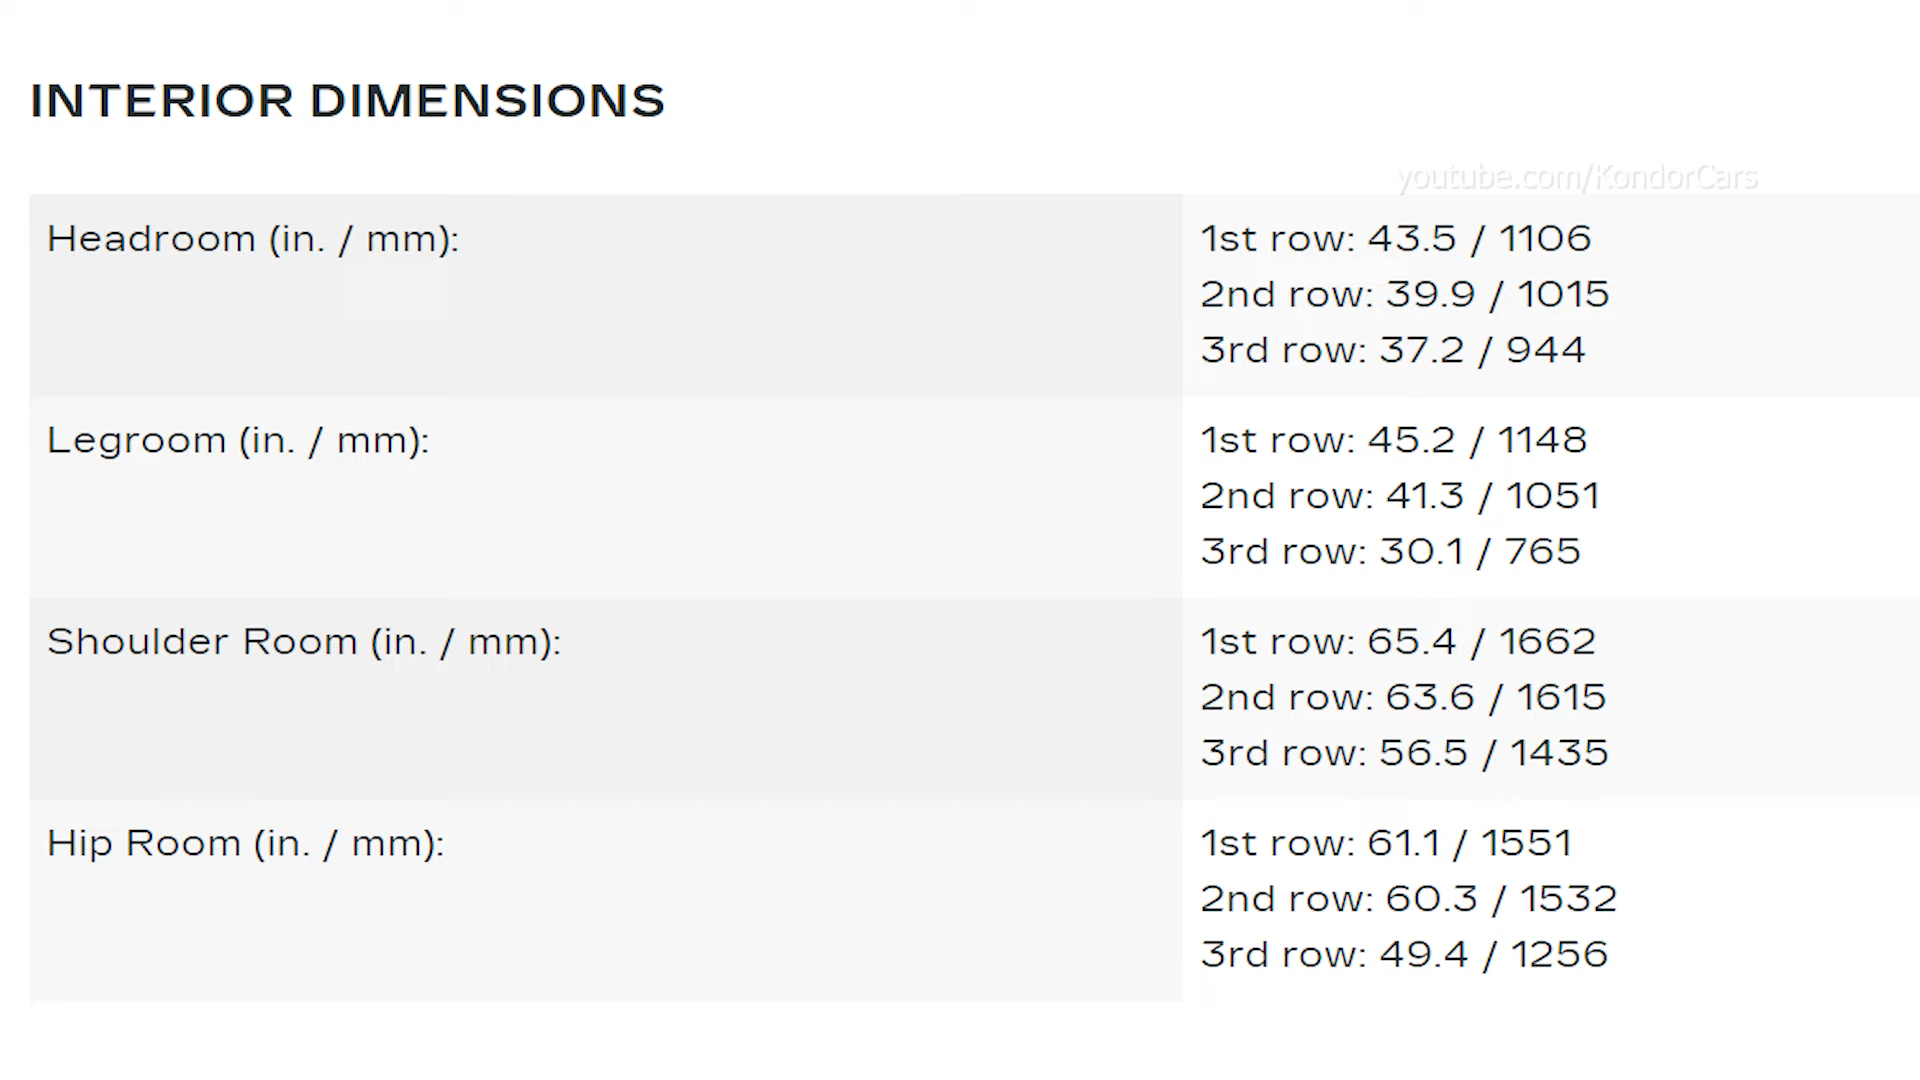 INTERIOR DIMENSIONS
youtube.com/KondorCars
Headroom (in. / mm):
1st row: 43.5 / 1106
2nd row: 39.9 / 1015
3rd row: 37.2 / 944
Legroom (in. / mm):
1st row: 45.2 / 1148
2nd row: 41.3 / 1051
3rd row: 30.1 / 765
Shoulder Room (in. / mm):
1st row: 65.4 / 1662
2nd row: 63.6 / 1615
3rd row: 56.5 / 1435
Hip Room (in. / mm):
1st row: 61.1 / 1551
2nd row: 60.3 / 1532
3rd row: 49.4 / 1256